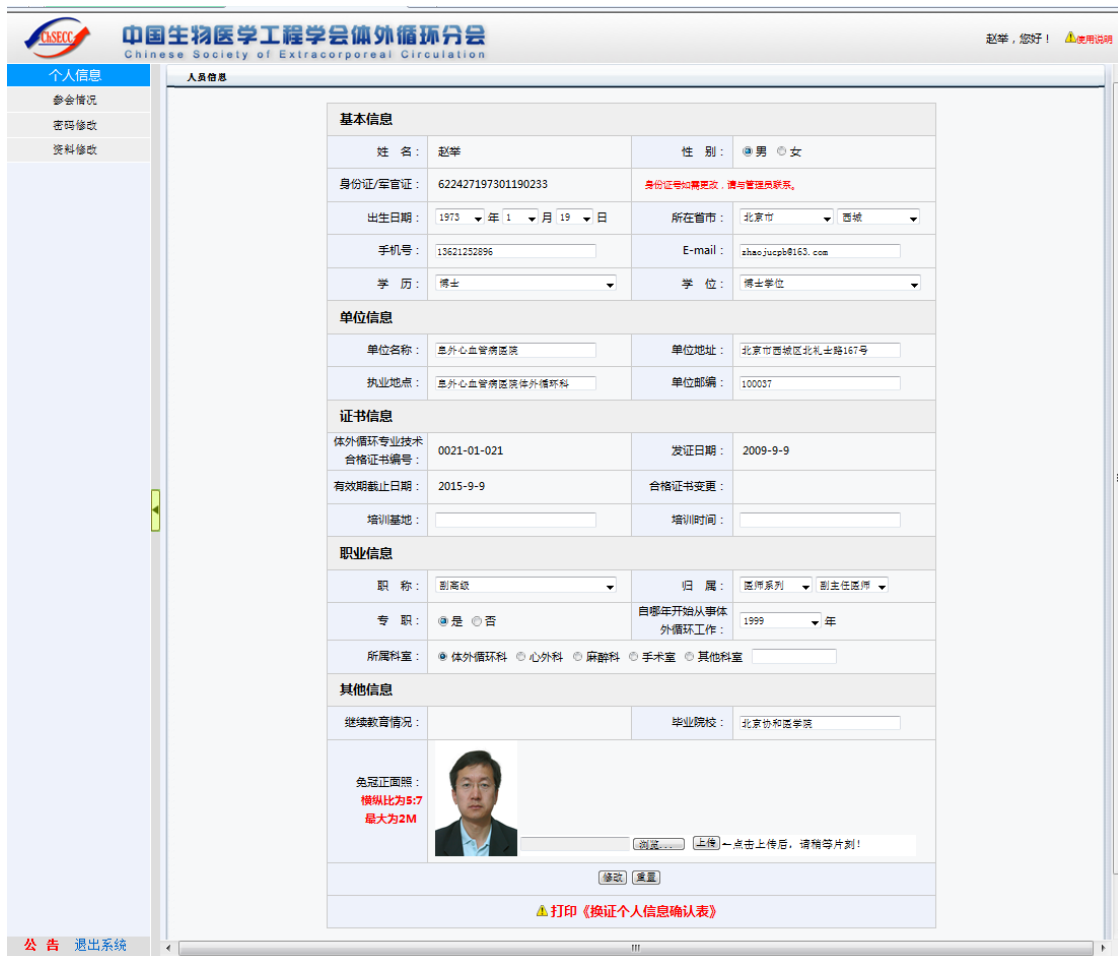 ChSECC 中国生物医学工程学会体外循环分会
Chinese Society of Extracorporeal Circulation
赵举，您好！ 使用说明
个人信息
参会情况
密码修改
资料修改
人员信息
基本信息
姓 名： 赵举 性 别： 男 女
身份证/军官证： 622427197301190233 身份证号如需更改，请与管理员联系。
出生日期： 1973 年 1 月 19 日 所在省市： 北京市 西城
手机号： 13621252896 E-mail： zhaojucpb@163.com
学 历： 博士 学 位： 博士学位
单位信息
单位名称： 阜外心血管病医院 单位地址： 北京市西城区北礼士路167号
执业地点： 阜外心血管病医院体外循环科 单位邮编： 100037
证书信息
体外循环专业技术
合格证书编号： 0021-01-021 发证日期： 2009-9-9
有效期截止日期： 2015-9-9 合格证书变更：
培训基地： 培训时间：
职业信息
职 称： 副高级 归 属： 医师系列 副主任医师
专 职： 是 否 自哪年开始从事体
外循环工作： 1999 年
所属科室： 体外循环科 心外科 麻醉科 手术室 其他科室
其他信息
继续教育情况： 毕业院校： 北京协和医学院
免冠正面照：
横纵比为5:7
最大为2M
浏览... 上传 ←点击上传后，请稍等片刻！
修改 重置
打印《换证个人信息确认表》
公 告 退出系统